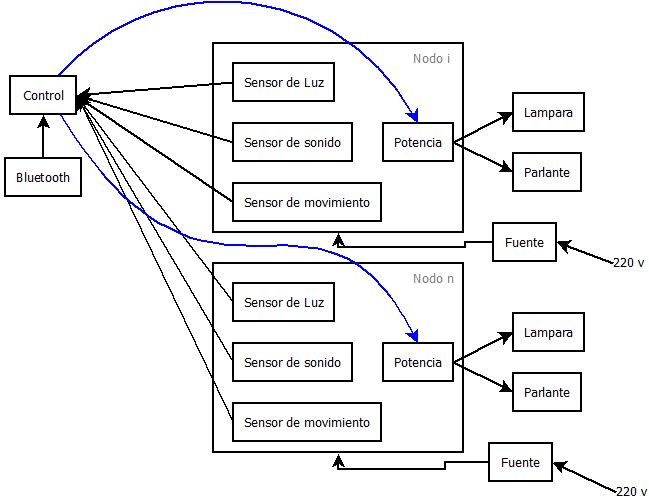 Nodo i
Sensor de Luz
Control
Lampara
Sensor de sonido
Potencia
Bluetooth
Parlante
Sensor de movimiento
Fuente
220 v
Nodo n
Sensor de Luz
Lampara
Sensor de sonido
Potencia
Parlante
Sensor de movimiento
Fuente
220 v